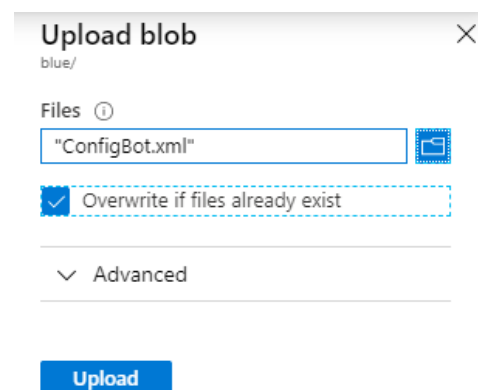 Upload blob
blue/
Files
"ConfigBot.xml"
Overwrite if files already exist
Advanced
Upload